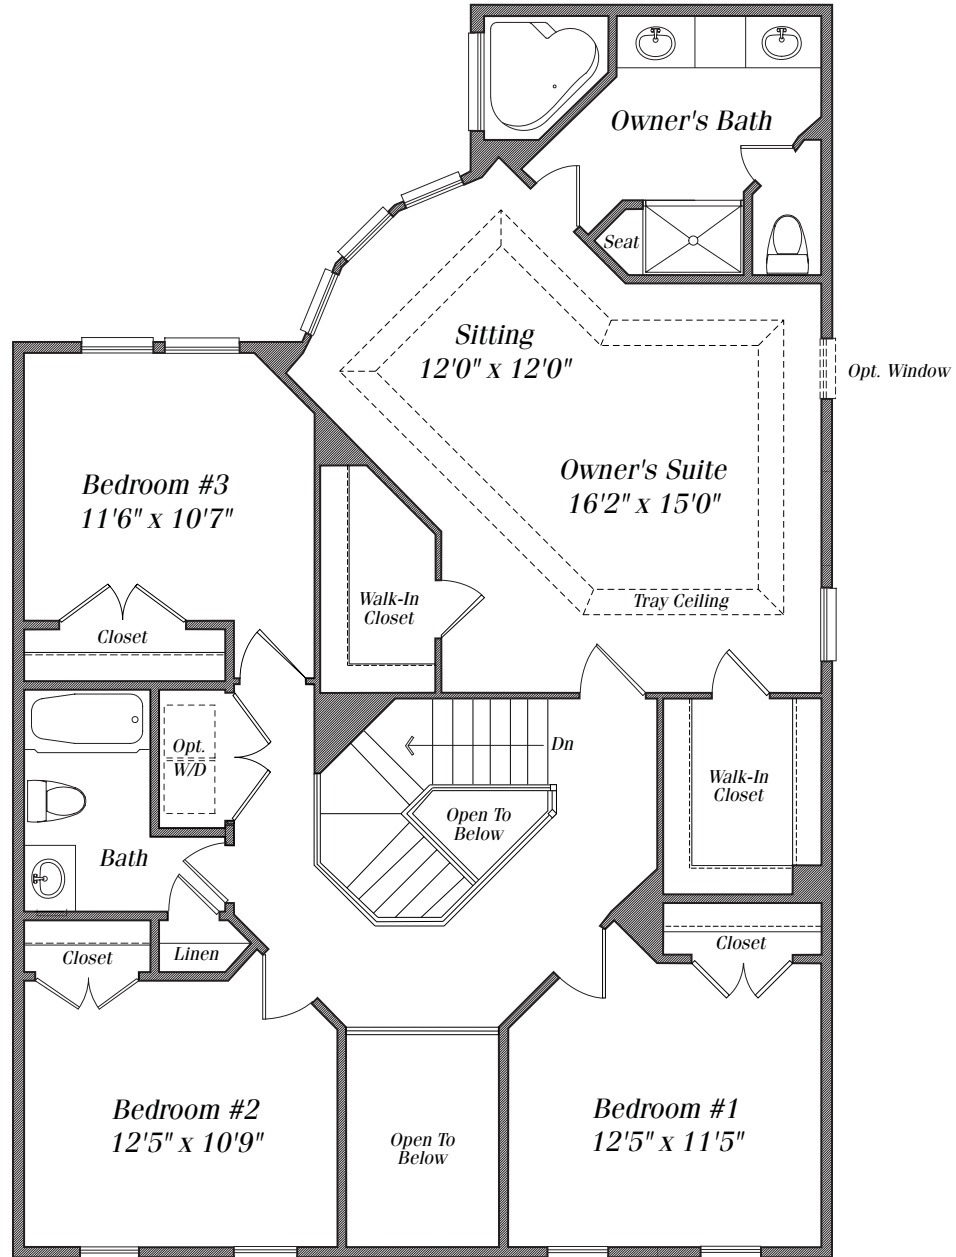 Owner's Bath
Seat
Sitting
12'0" x 12'0"
Opt. Window
Owner's Suite
16'2" x 15'0"
Bedroom #3
11'6" x 10'7"
Tray Ceiling
Walk-In
Closet
Closet
Opt.
W/D
Dn
Walk-In
Closet
Open To
Below
Bath
Closet
Linen
Closet
Bedroom #2
12'5" x 10'9"
Open To
Below
Bedroom #1
12'5" x 11'5"